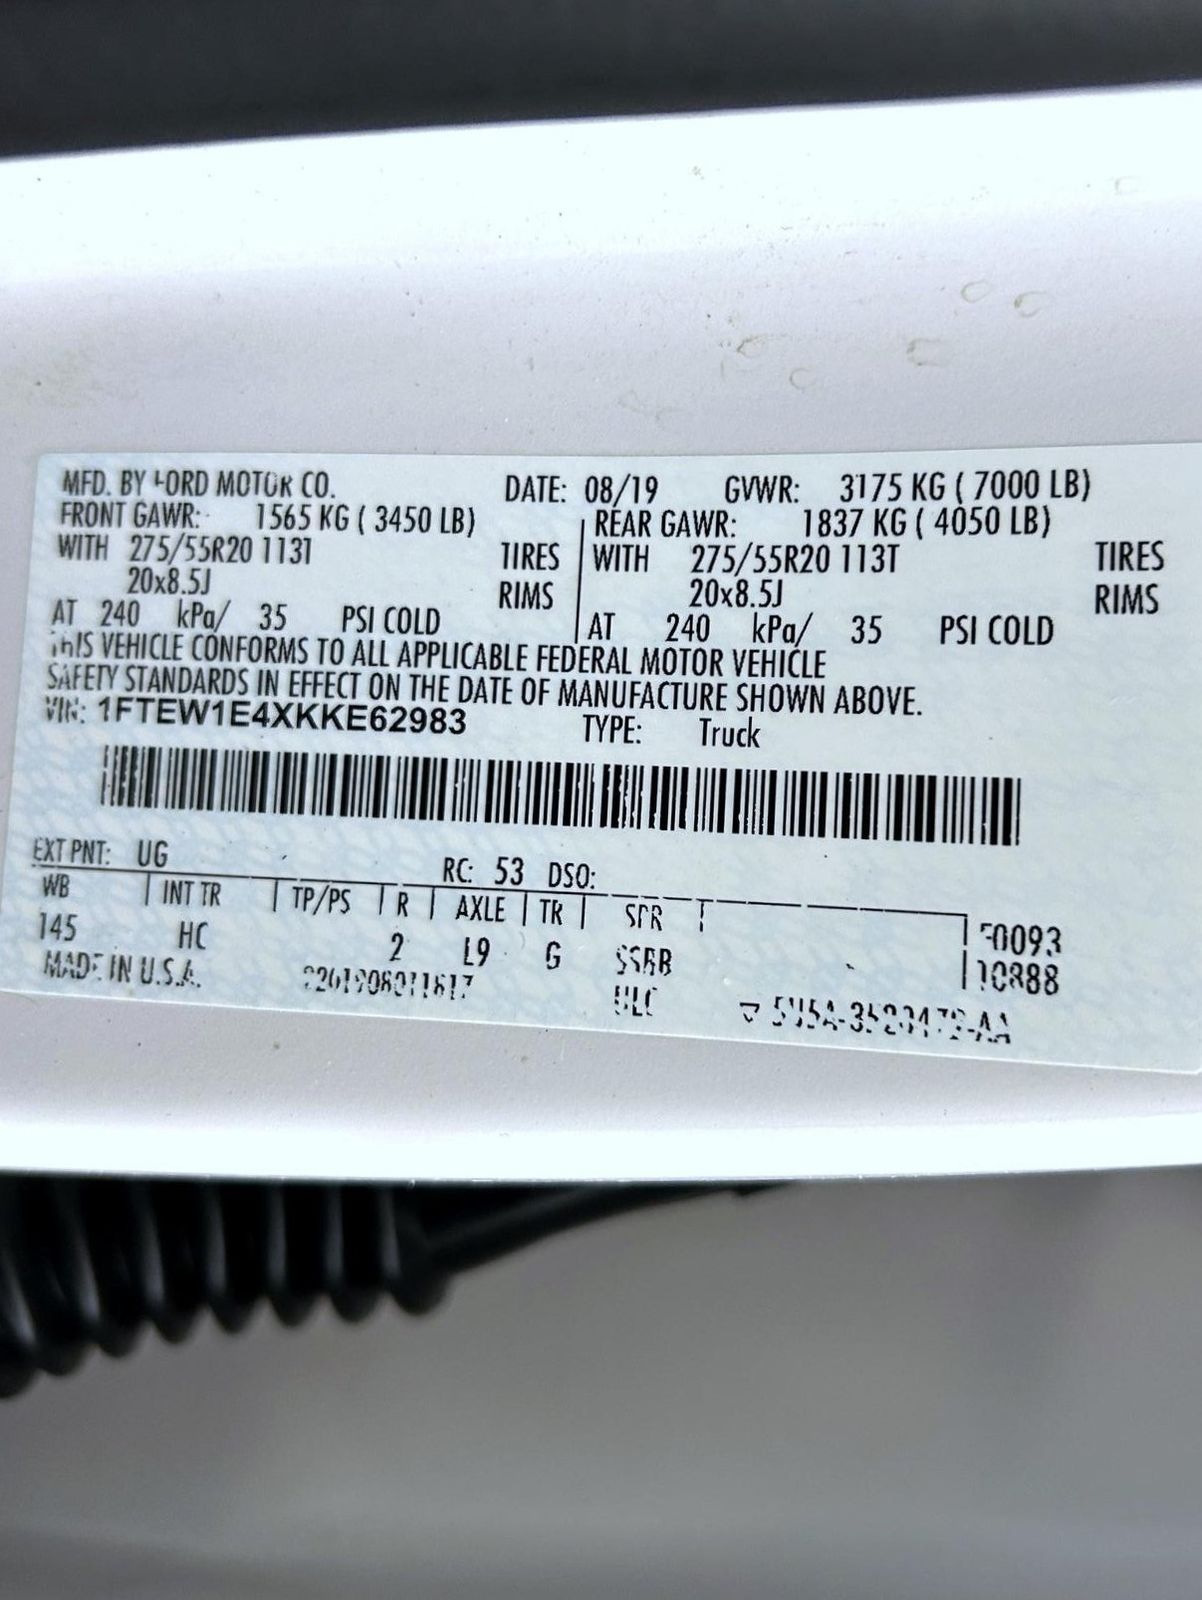 MFD. BY FORD MOTOR CO. DATE: 08/19 GVWR: 3175 KG ( 7000 LB)
FRONT GAWR: 1565 KG ( 3450 LB) REAR GAWR: 1837 KG ( 4050 LB)
WITH 275/55R20 113T TIRES WITH 275/55R20 113T TIRES
20x8.5J RIMS 20x8.5J RIMS
AT 240 kPa/ 35 PSI COLD AT 240 kPa/ 35 PSI COLD
THIS VEHICLE CONFORMS TO ALL APPLICABLE FEDERAL MOTOR VEHICLE
SAFETY STANDARDS IN EFFECT ON THE DATE OF MANUFACTURE SHOWN ABOVE.
VIN: 1FTEW1E4XKKE62983 TYPE: Truck
EXT PNT: UG RC: 53 DSO:
WB INT TR TP/PS R AXLE TR SPR
145 HC 2 L9 G SSBB
MADE IN U.S.A.
10888